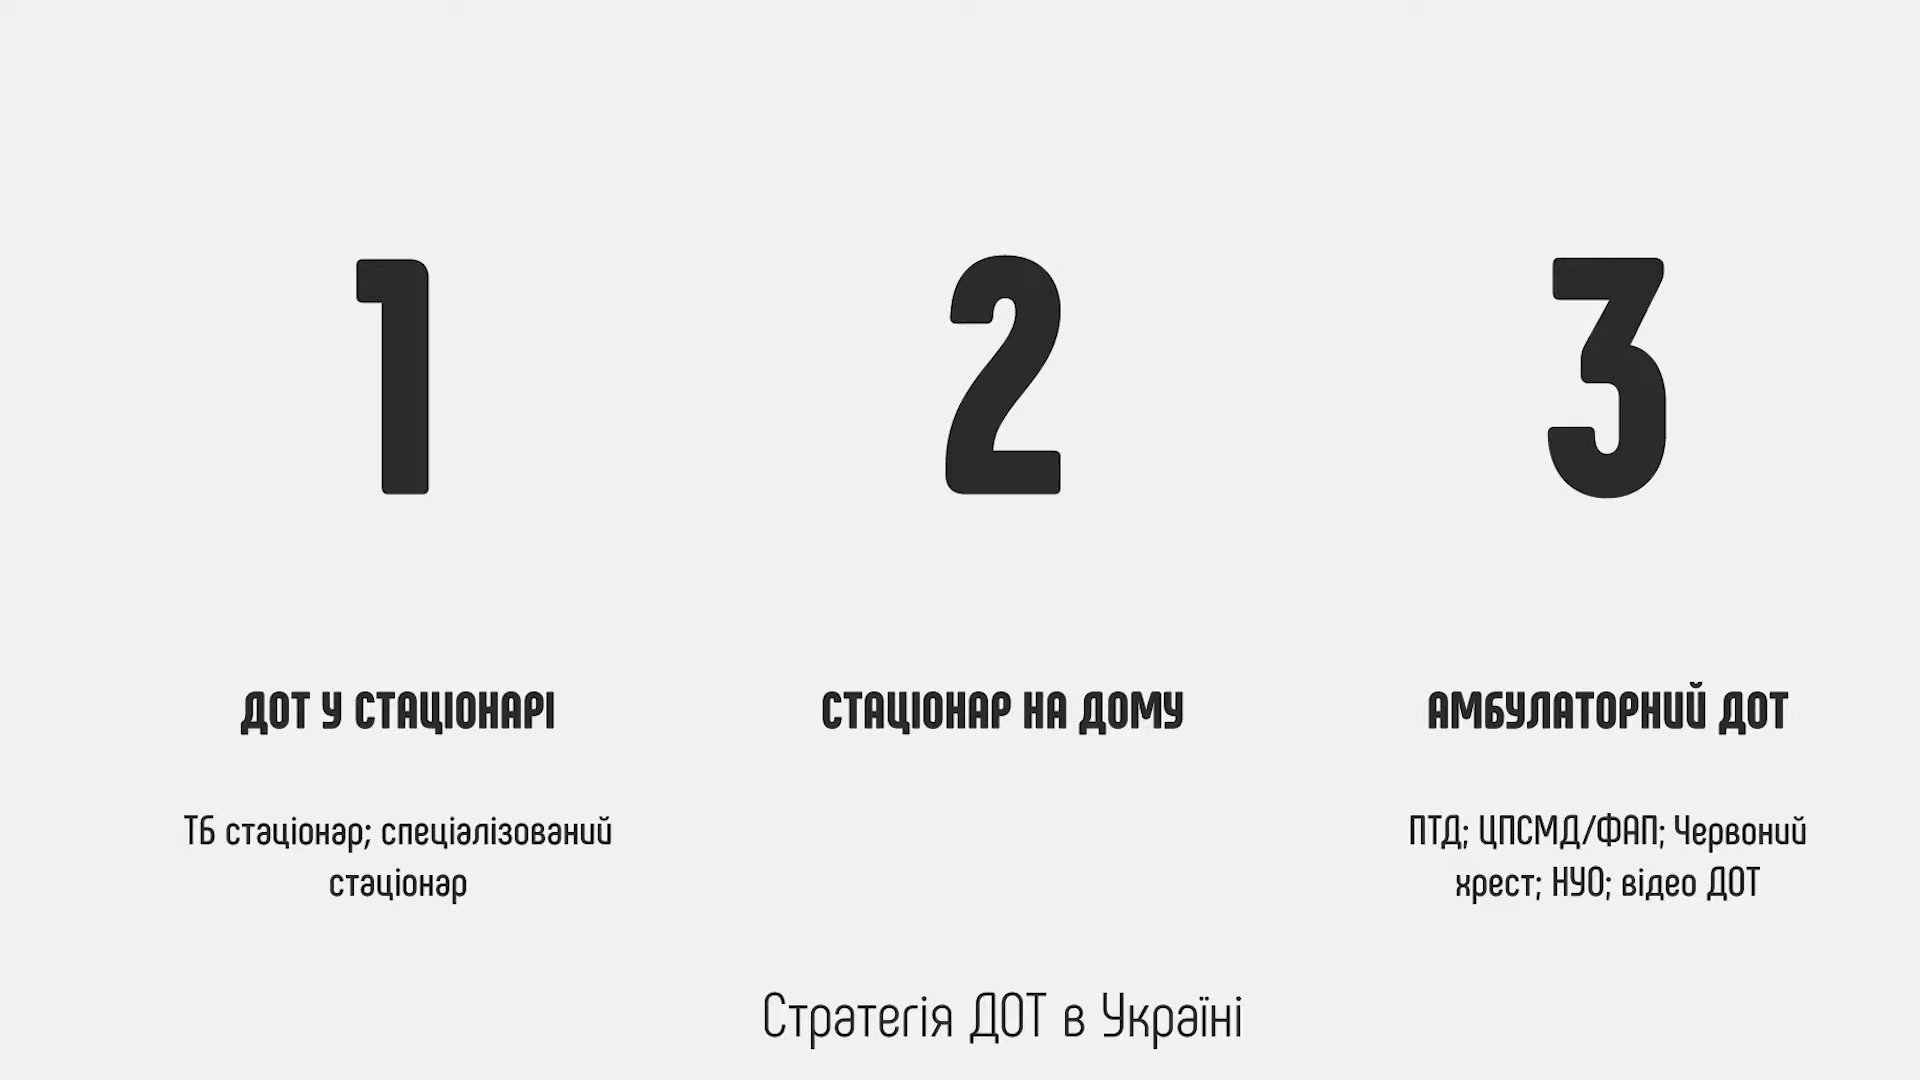 1
2
3
ДОТ У СТАЦІОНАРІ
СТАЦІОНАР НА ДОМУ
АМБУЛАТОРНИЙ ДОТ
ТБ стаціонар; спеціалізований
стаціонар
ПТД; ЦПСМД/ФАП; Червоний
хрест; НУО; відео ДОТ
Стратегія ДОТ в Україні